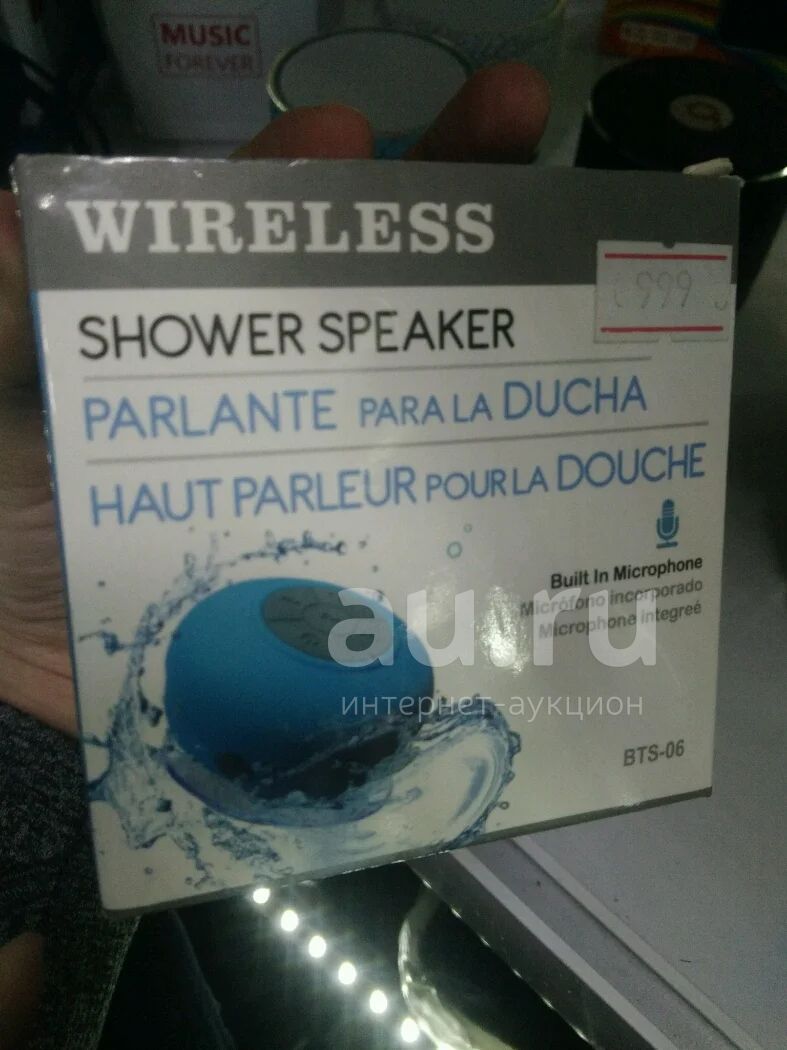 MUSIC
FOREVER
WIRELESS
999
SHOWER SPEAKER
PARLANTE PARA LA DUCHA
HAUT PARLEUR POUR LA DOUCHE
Built In Microphone
Micrófono incorporado
Microphone integreé
au.ru
интернет-аукцион
BTS-06